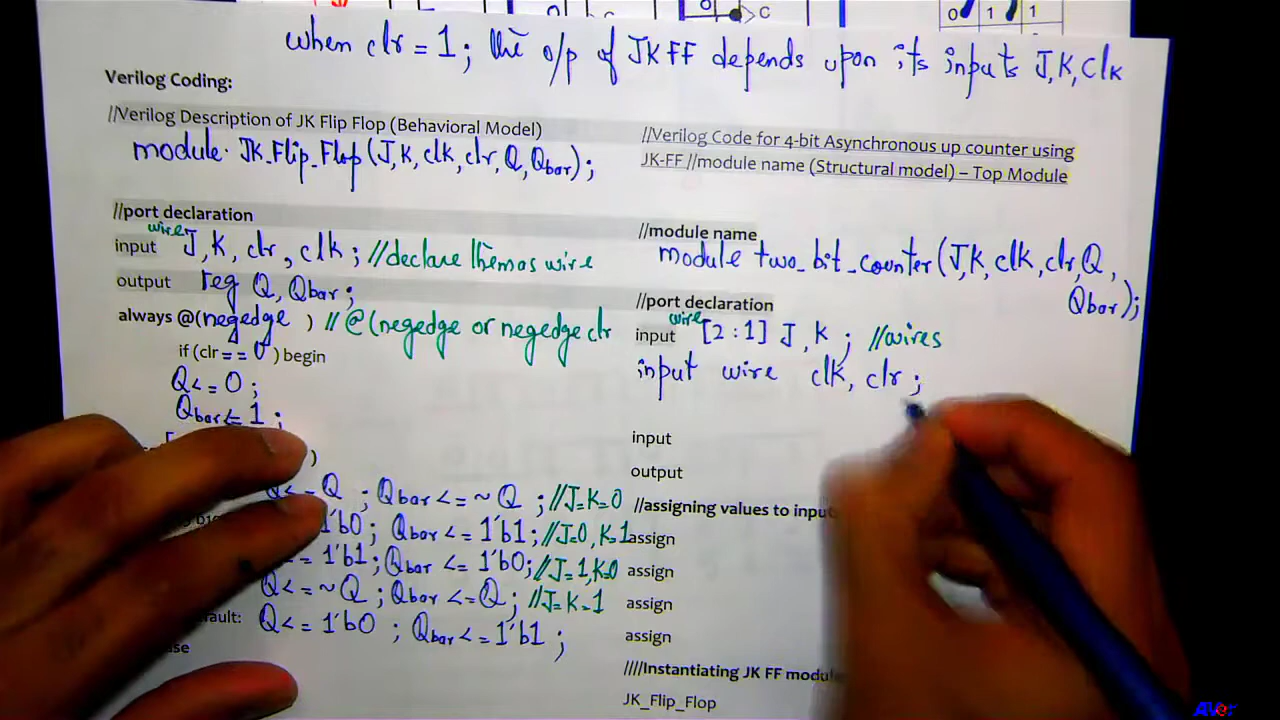 C
0 1 1
when clr = 1; the o/p of JK FF depends upon its inputs J, K, Clk
Verilog Coding:
//Verilog Description of JK Flip Flop (Behavioral Model)
module JK_Flip_Flop(J,K,clk,clr,Q,Qbar);
//port declaration
wire
input J, K, clr, clk; //declare them as wire
output reg Q, Qbar;
always @(negedge ) // @(negedge or negedge clr
if (clr == 0 ) begin
Q<= 0;
Qbar<= 1;
)
Q ; Qbar <= ~ Q ; //J=K=0
1'b0; Qbar <= 1'b1; //J=0, K=1
= 1'b1; Qbar <= 1'b0; //J=1,K=0
Q <= ~Q ; Qbar <= Q; //J=K=1
Q <= 1'b0 ; Qbar <= 1'b1 ;
//Verilog Code for 4-bit Asynchronous up counter using
JK-FF //module name (Structural model) – Top Module
//module name
module two_bit_counter(J,K,clk,clr,Q,
Qbar);
//port declaration
wire
input [2:1] J, K ; //wires
input wire clk, clr;
input
output
//assigning values to
assign
assign
assign
assign
////Instantiating JK FF
JK_Flip_Flop
AVer